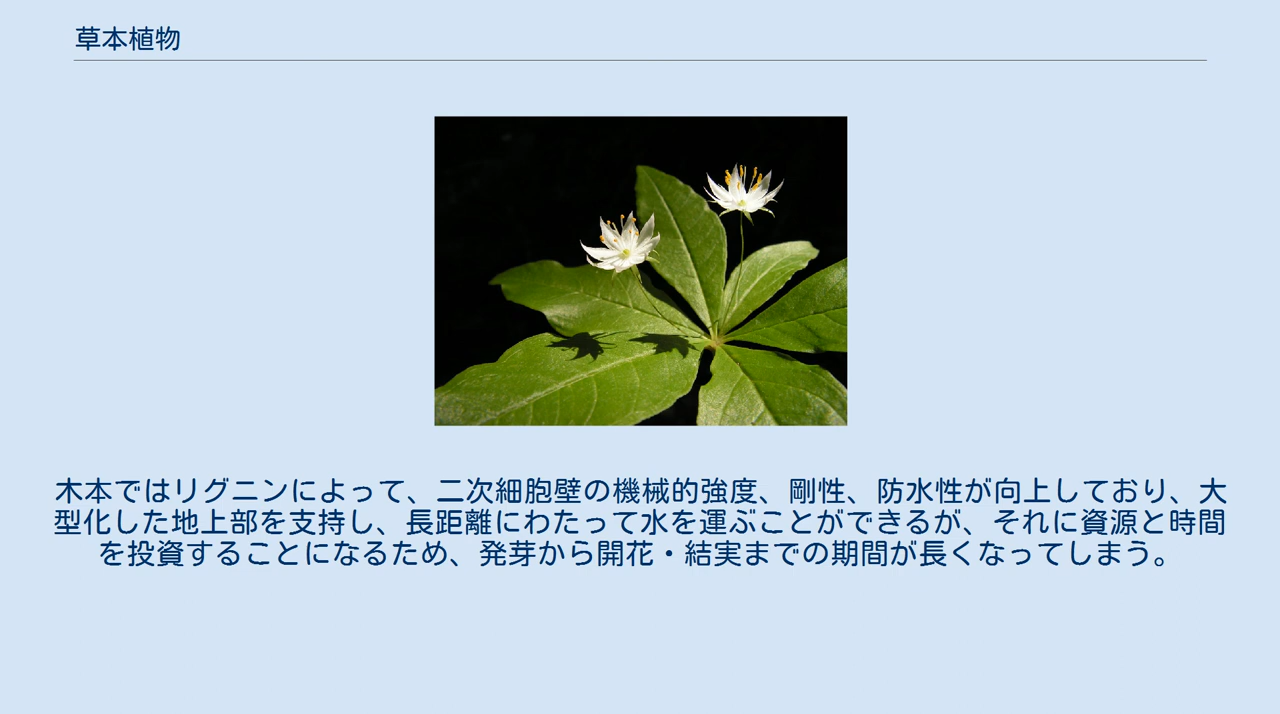 草本植物
木本ではリグニンによって、二次細胞壁の機械的強度、剛性、防水性が向上しており、大
型化した地上部を支持し、長距離にわたって水を運ぶことができるが、それに資源と時間
を投資することになるため、発芽から開花・結実までの期間が長くなってしまう。